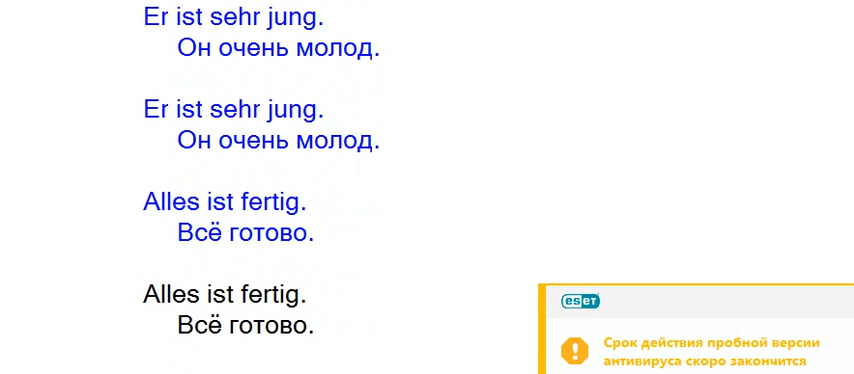 Er ist sehr jung.
Он очень молод.
Er ist sehr jung.
Он очень молод.
Alles ist fertig.
Всё готово.
Alles ist fertig.
Всё готово.
eset
Срок действия пробной версии
антивируса скоро закончится